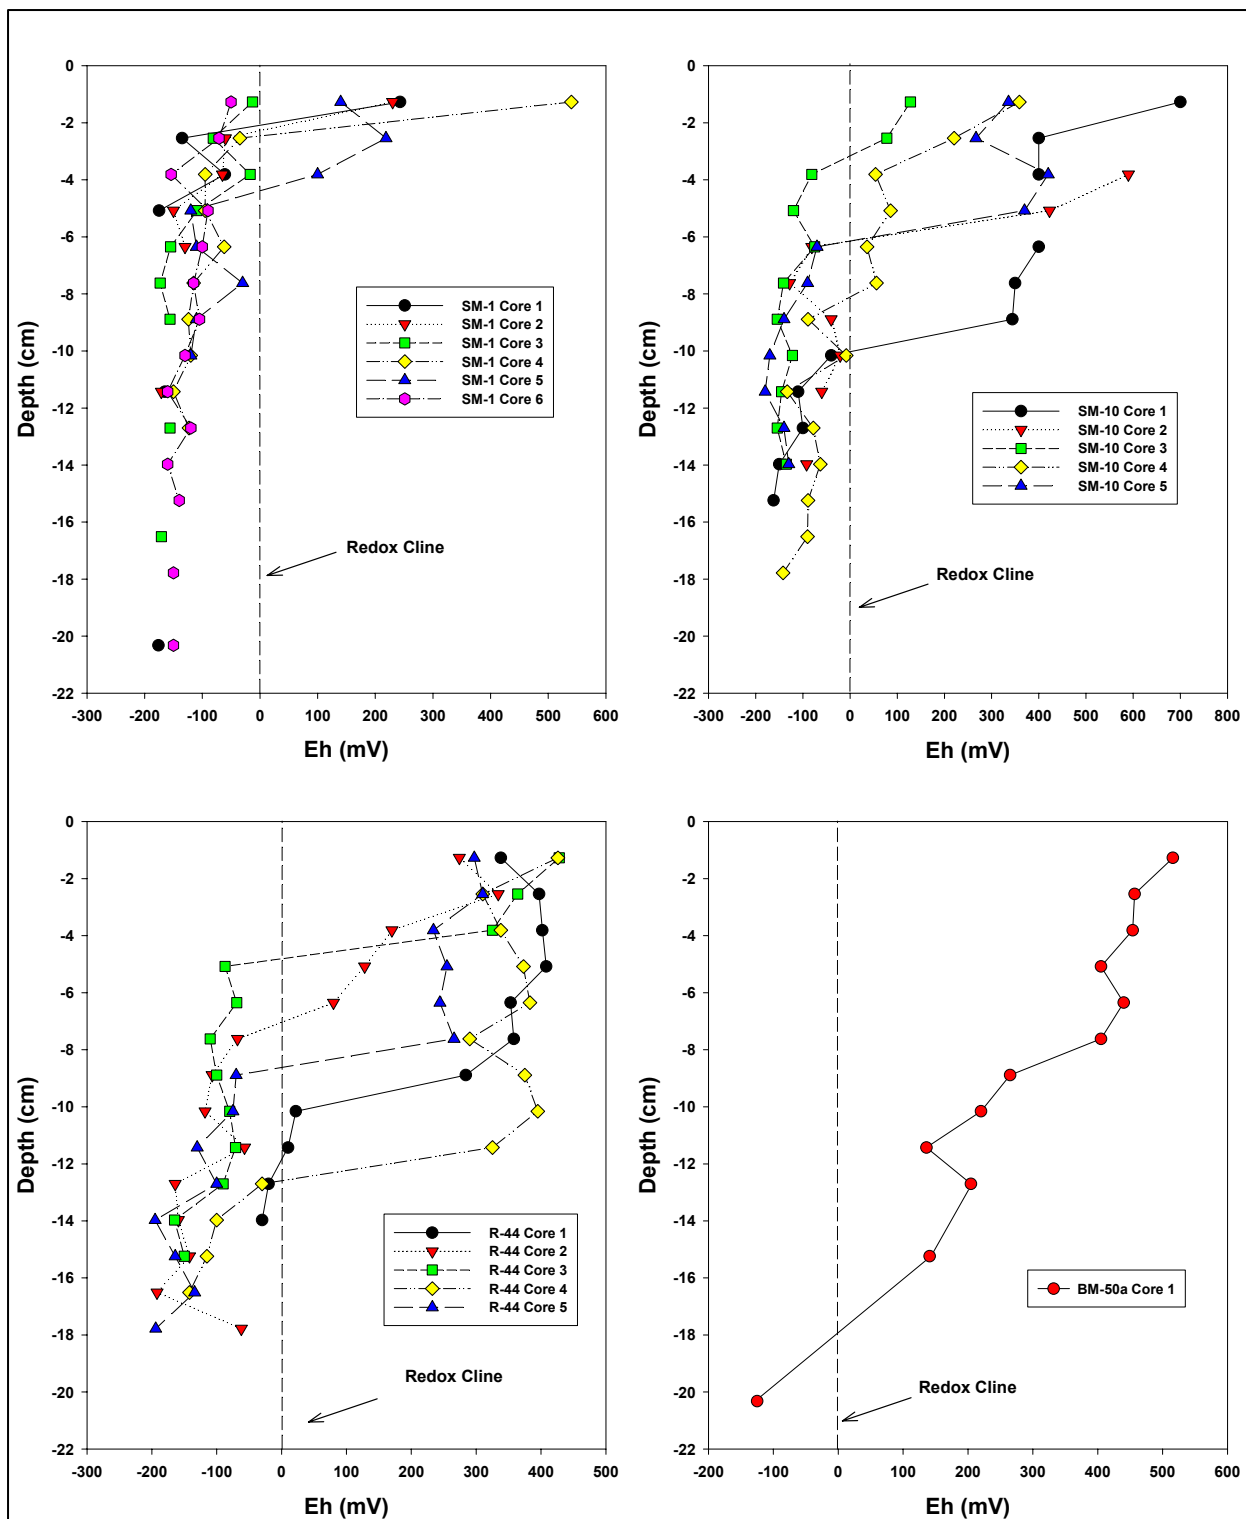 0
-2
-4
-6
-8
-10
-12
-14
-16
-18
-20
-22
Depth (cm)
SM-1 Core 1
SM-1 Core 2
SM-1 Core 3
SM-1 Core 4
SM-1 Core 5
SM-1 Core 6
Redox Cline
-300 -200 -100 0 100 200 300 400 500 600
Eh (mV)
0
-2
-4
-6
-8
-10
-12
-14
-16
-18
-20
-22
Depth (cm)
SM-10 Core 1
SM-10 Core 2
SM-10 Core 3
SM-10 Core 4
SM-10 Core 5
Redox Cline
-300 -200 -100 0 100 200 300 400 500 600 700 800
Eh (mV)
0
-2
-4
-6
-8
-10
-12
-14
-16
-18
-20
-22
Depth (cm)
R-44 Core 1
R-44 Core 2
R-44 Core 3
R-44 Core 4
R-44 Core 5
Redox Cline
-300 -200 -100 0 100 200 300 400 500
Eh (mV)
0
-2
-4
-6
-8
-10
-12
-14
-16
-18
-20
-22
Depth (cm)
BM-50a Core 1
Redox Cline
-200 -100 0 100 200 300 400 500 600
Eh (mV)